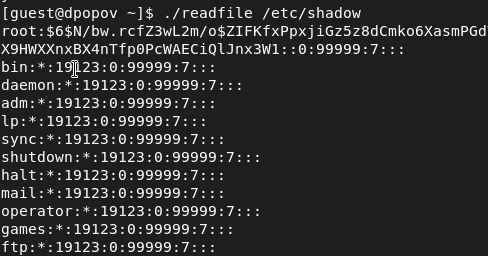 [guest@dpopov ~]$ ./readfile /etc/shadow
root:$6$N/bw.rcfZ3wL2m/o$ZIFKfxPpxjiGz5z8dCmko6XasmPGd
X9HWXXnxBX4nTfp0PcWAECiQlJnx3W1::0:99999:7:::
bin:*:19123:0:99999:7:::
daemon:*:19123:0:99999:7:::
adm:*:19123:0:99999:7:::
lp:*:19123:0:99999:7:::
sync:*:19123:0:99999:7:::
shutdown:*:19123:0:99999:7:::
halt:*:19123:0:99999:7:::
mail:*:19123:0:99999:7:::
operator:*:19123:0:99999:7:::
games:*:19123:0:99999:7:::
ftp:*:19123:0:99999:7:::